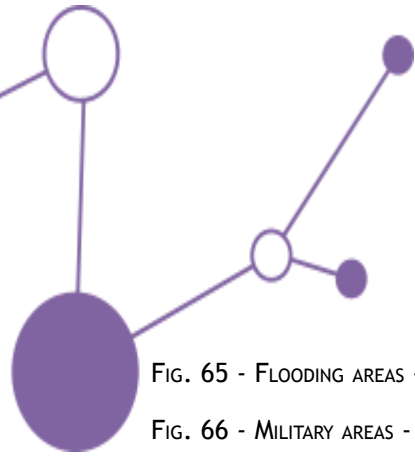 Fig. 65 - Flooding areas -
Fig. 66 - Military areas -